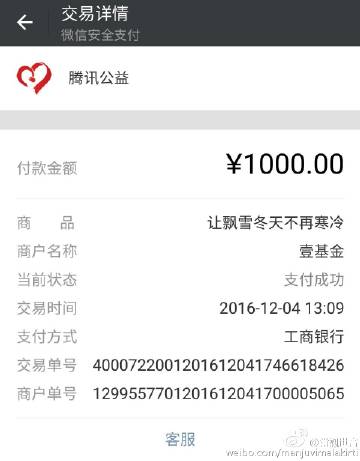 交易详情
微信安全支付
腾讯公益
付款金额 ¥1000.00
商品 让飘雪冬天不再寒冷
商户名称 壹基金
当前状态 支付成功
交易时间 2016-12-04 13:09
支付方式 工商银行
交易单号 4000722001201612041746618426
商户单号 1299557701201612041700005065
客服
weibo.com/manjuvimalakirti